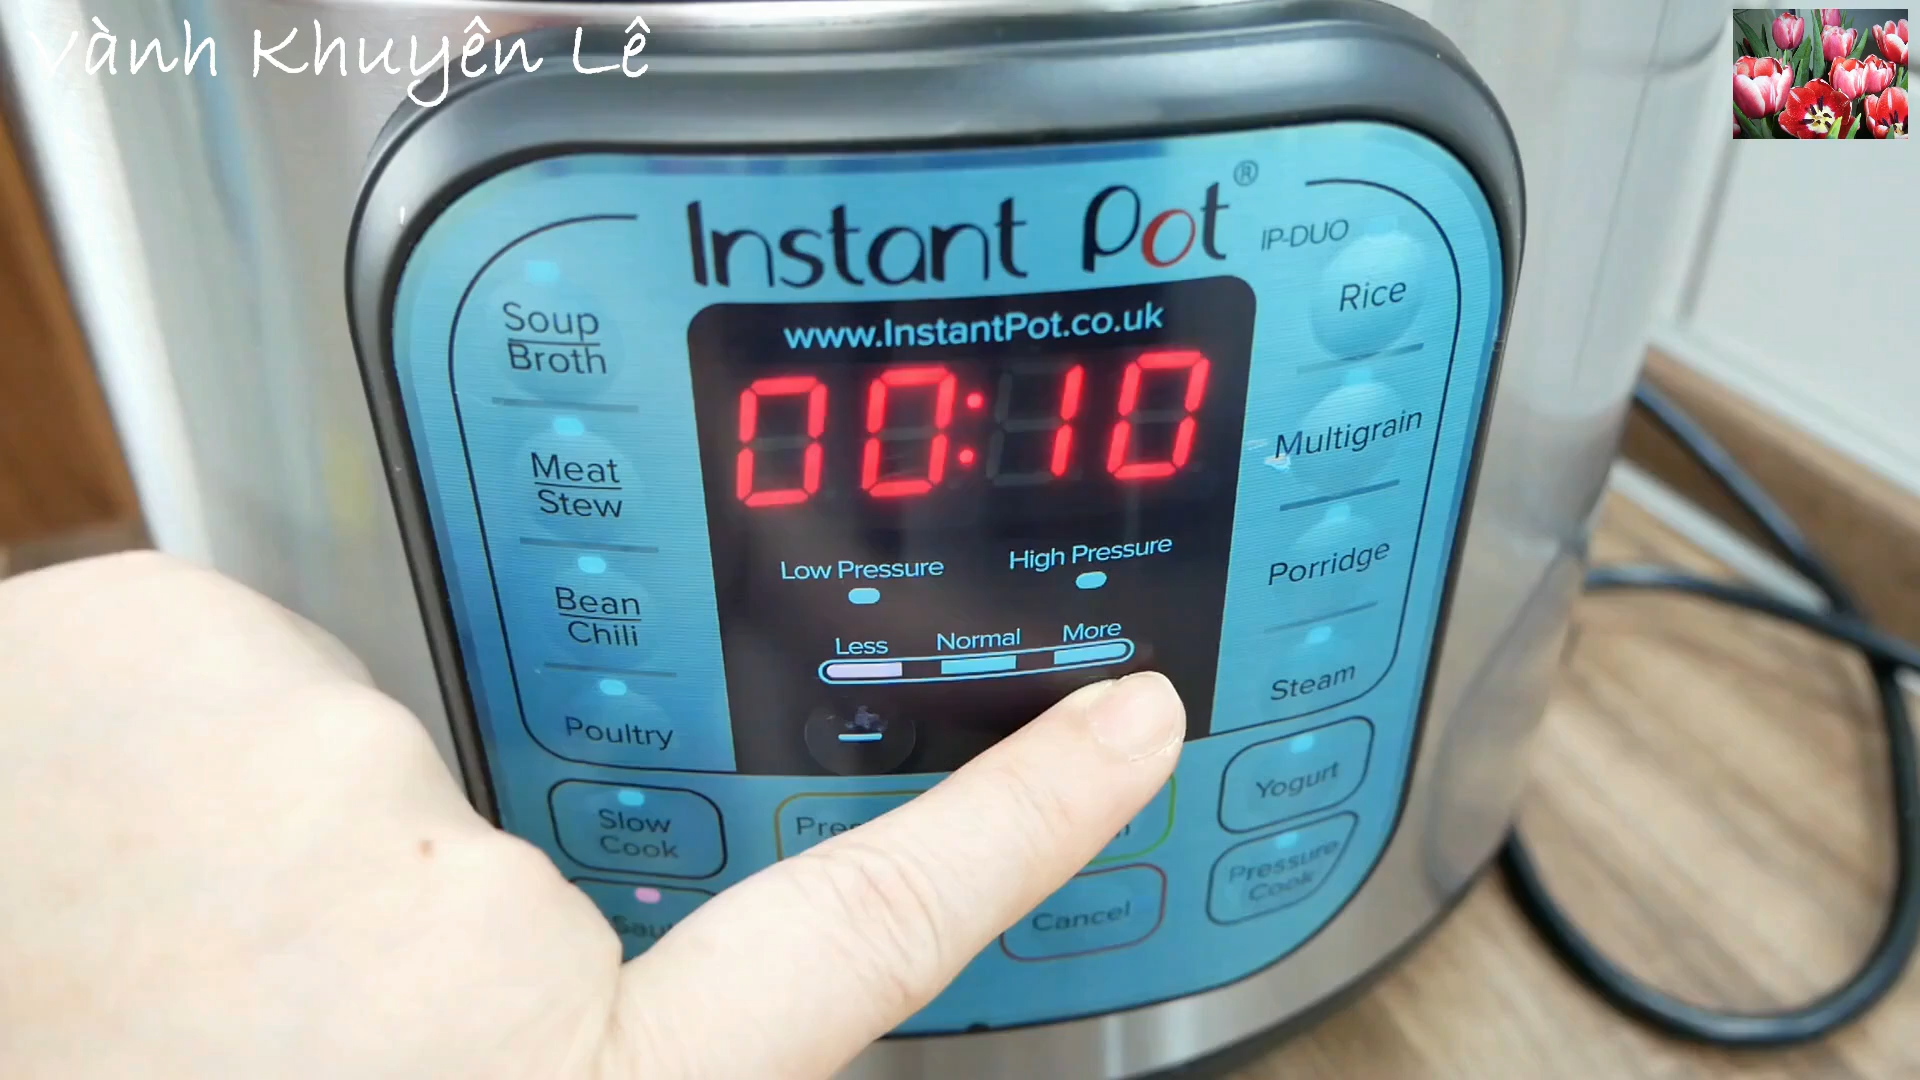 Vành Khuyên Lê
Instant Pot®
IP-DUO
www.InstantPot.co.uk
00:10
Low Pressure
High Pressure
Less
Normal
More
Soup
Broth
Meat
Stew
Bean
Chili
Poultry
Slow
Cook
Rice
Multigrain
Porridge
Steam
Yogurt
Pressure
Cook
Cancel